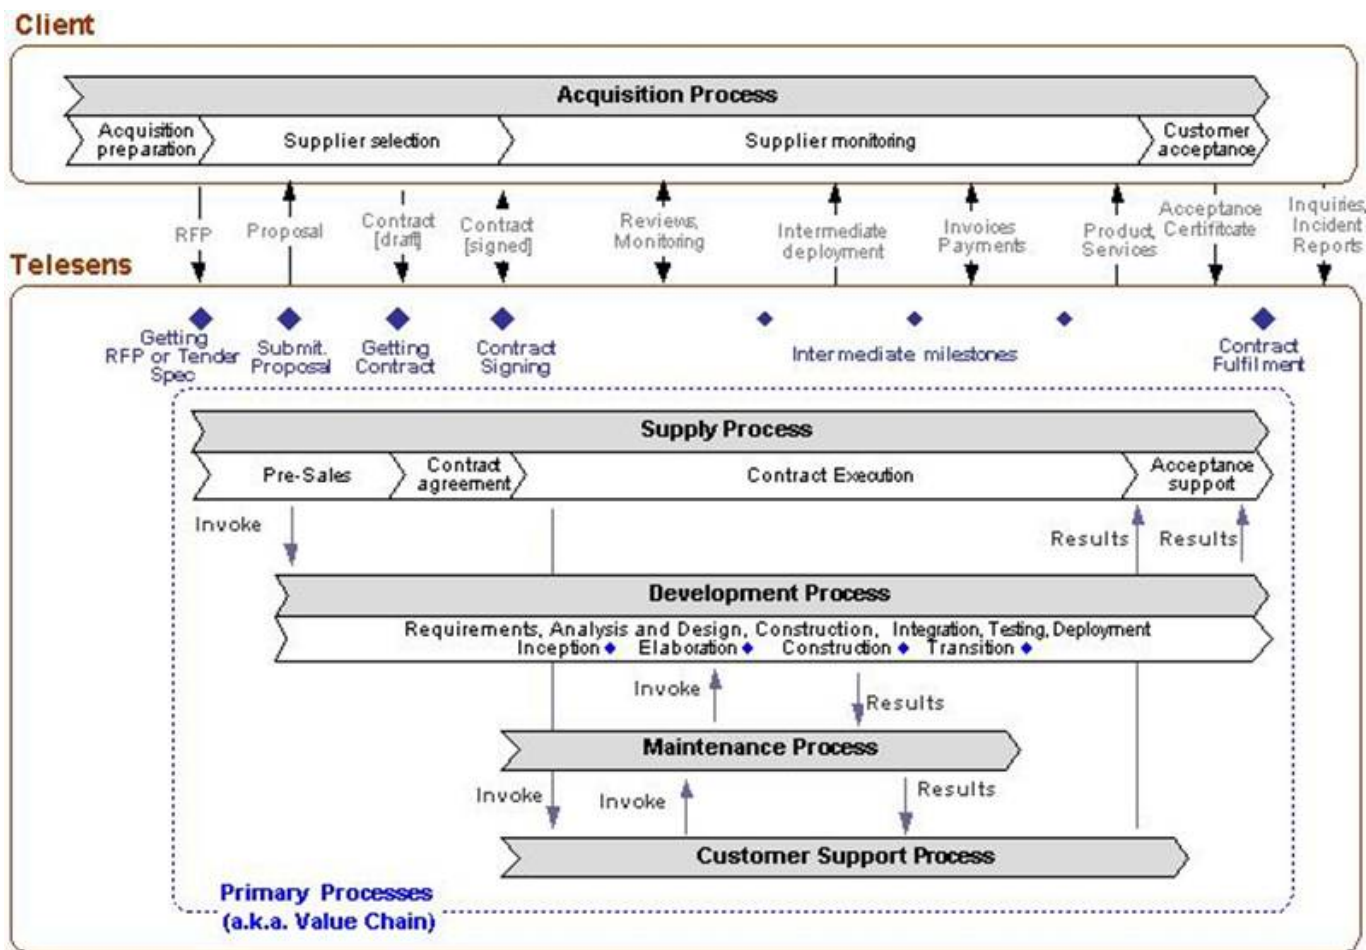 Client
Acquisition Process
Acquisition
preparation
Supplier selection
Supplier monitoring
Customer
acceptance
RFP
Proposal
Contract
[draft]
Contract
[signed]
Reviews,
Monitoring
Intermediate
deployment
Invoices
Payments
Product,
Services
Acceptance
Certifitcate
Inquiries,
Incident
Reports
Telesens
Getting
RFP or Tender
Spec
Submit.
Proposal
Getting
Contract
Contract
Signing
Intermediate milestones
Contract
Fulfilment
Supply Process
Pre-Sales
Contract
agreement
Contract Execution
Acceptance
support
Invoke
Results
Results
Development Process
Requirements, Analysis and Design, Construction, Integration, Testing, Deployment
Inception
Elaboration
Construction
Transition
Invoke
Results
Maintenance Process
Invoke
Invoke
Results
Customer Support Process
Primary Processes
(a.k.a. Value Chain)